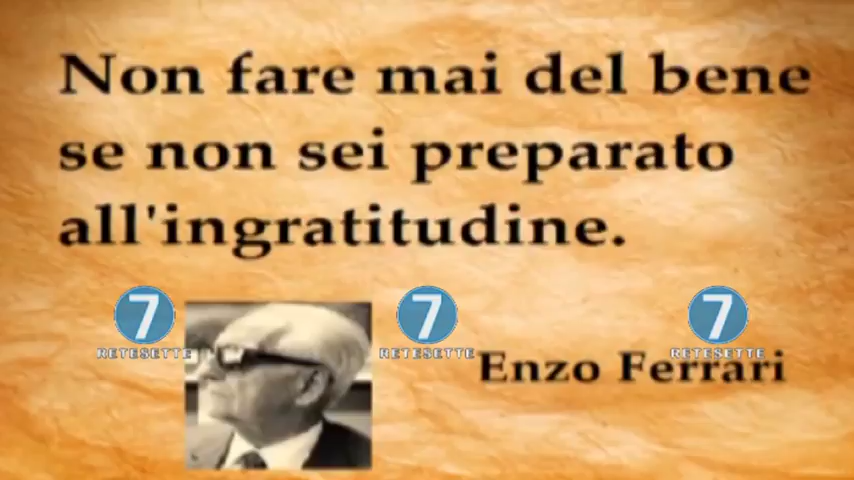 Non fare mai del bene
se non sei preparato
all'ingratitudine.
7 7 7
RETESETTE RETESETTE RETESETTE
Enzo Ferrari